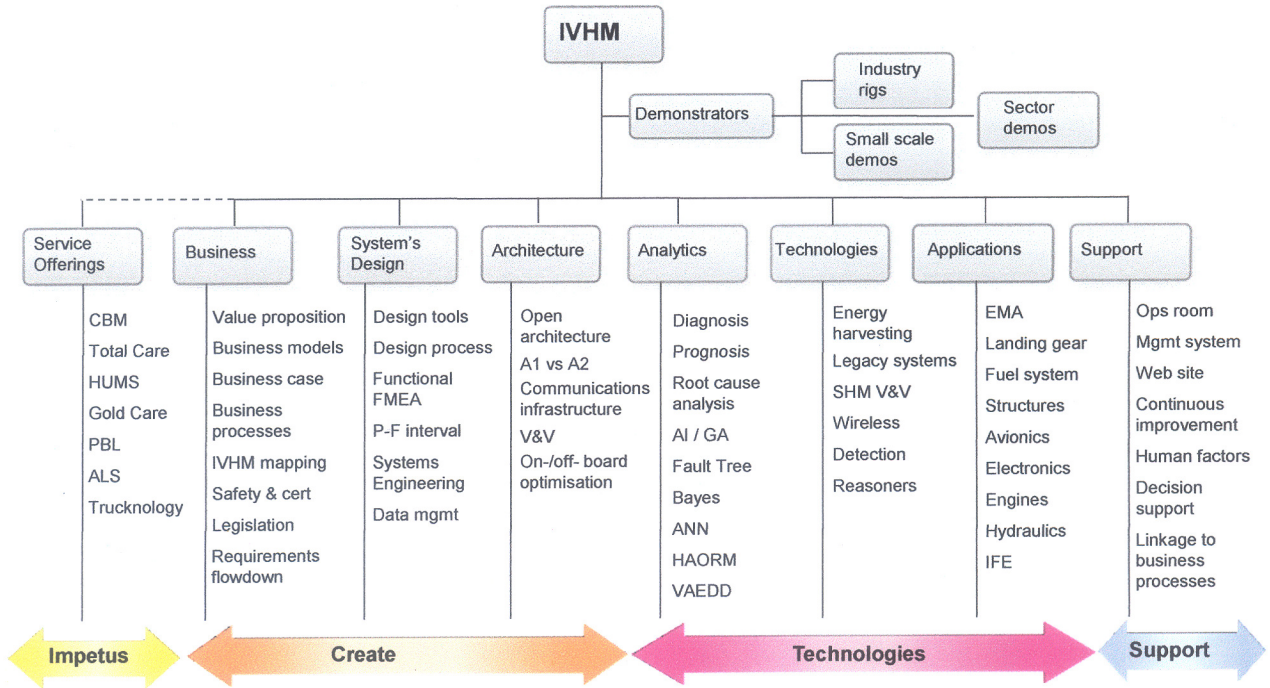 IVHM
Industry
rigs
Demonstrators
Sector
demos
Small scale
demos
Service
Offerings
Business
System's
Design
Architecture
Analytics
Technologies
Applications
Support
CBM
Total Care
HUMS
Gold Care
PBL
ALS
Trucknology
Value proposition
Business models
Business case
Business
processes
IVHM mapping
Safety & cert
Legislation
Requirements
flowdown
Design tools
Design process
Functional
FMEA
P-F interval
Systems
Engineering
Data mgmt
Open
architecture
A1 vs A2
Communications
infrastructure
V&V
On-/off- board
optimisation
Diagnosis
Prognosis
Root cause
analysis
AI / GA
Fault Tree
Bayes
ANN
HAORM
VAEDD
Energy
harvesting
Legacy systems
SHM V&V
Wireless
Detection
Reasoners
EMA
Landing gear
Fuel system
Structures
Avionics
Electronics
Engines
Hydraulics
IFE
Ops room
Mgmt system
Web site
Continuous
improvement
Human factors
Decision
support
Linkage to
business
processes
Impetus
Create
Technologies
Support